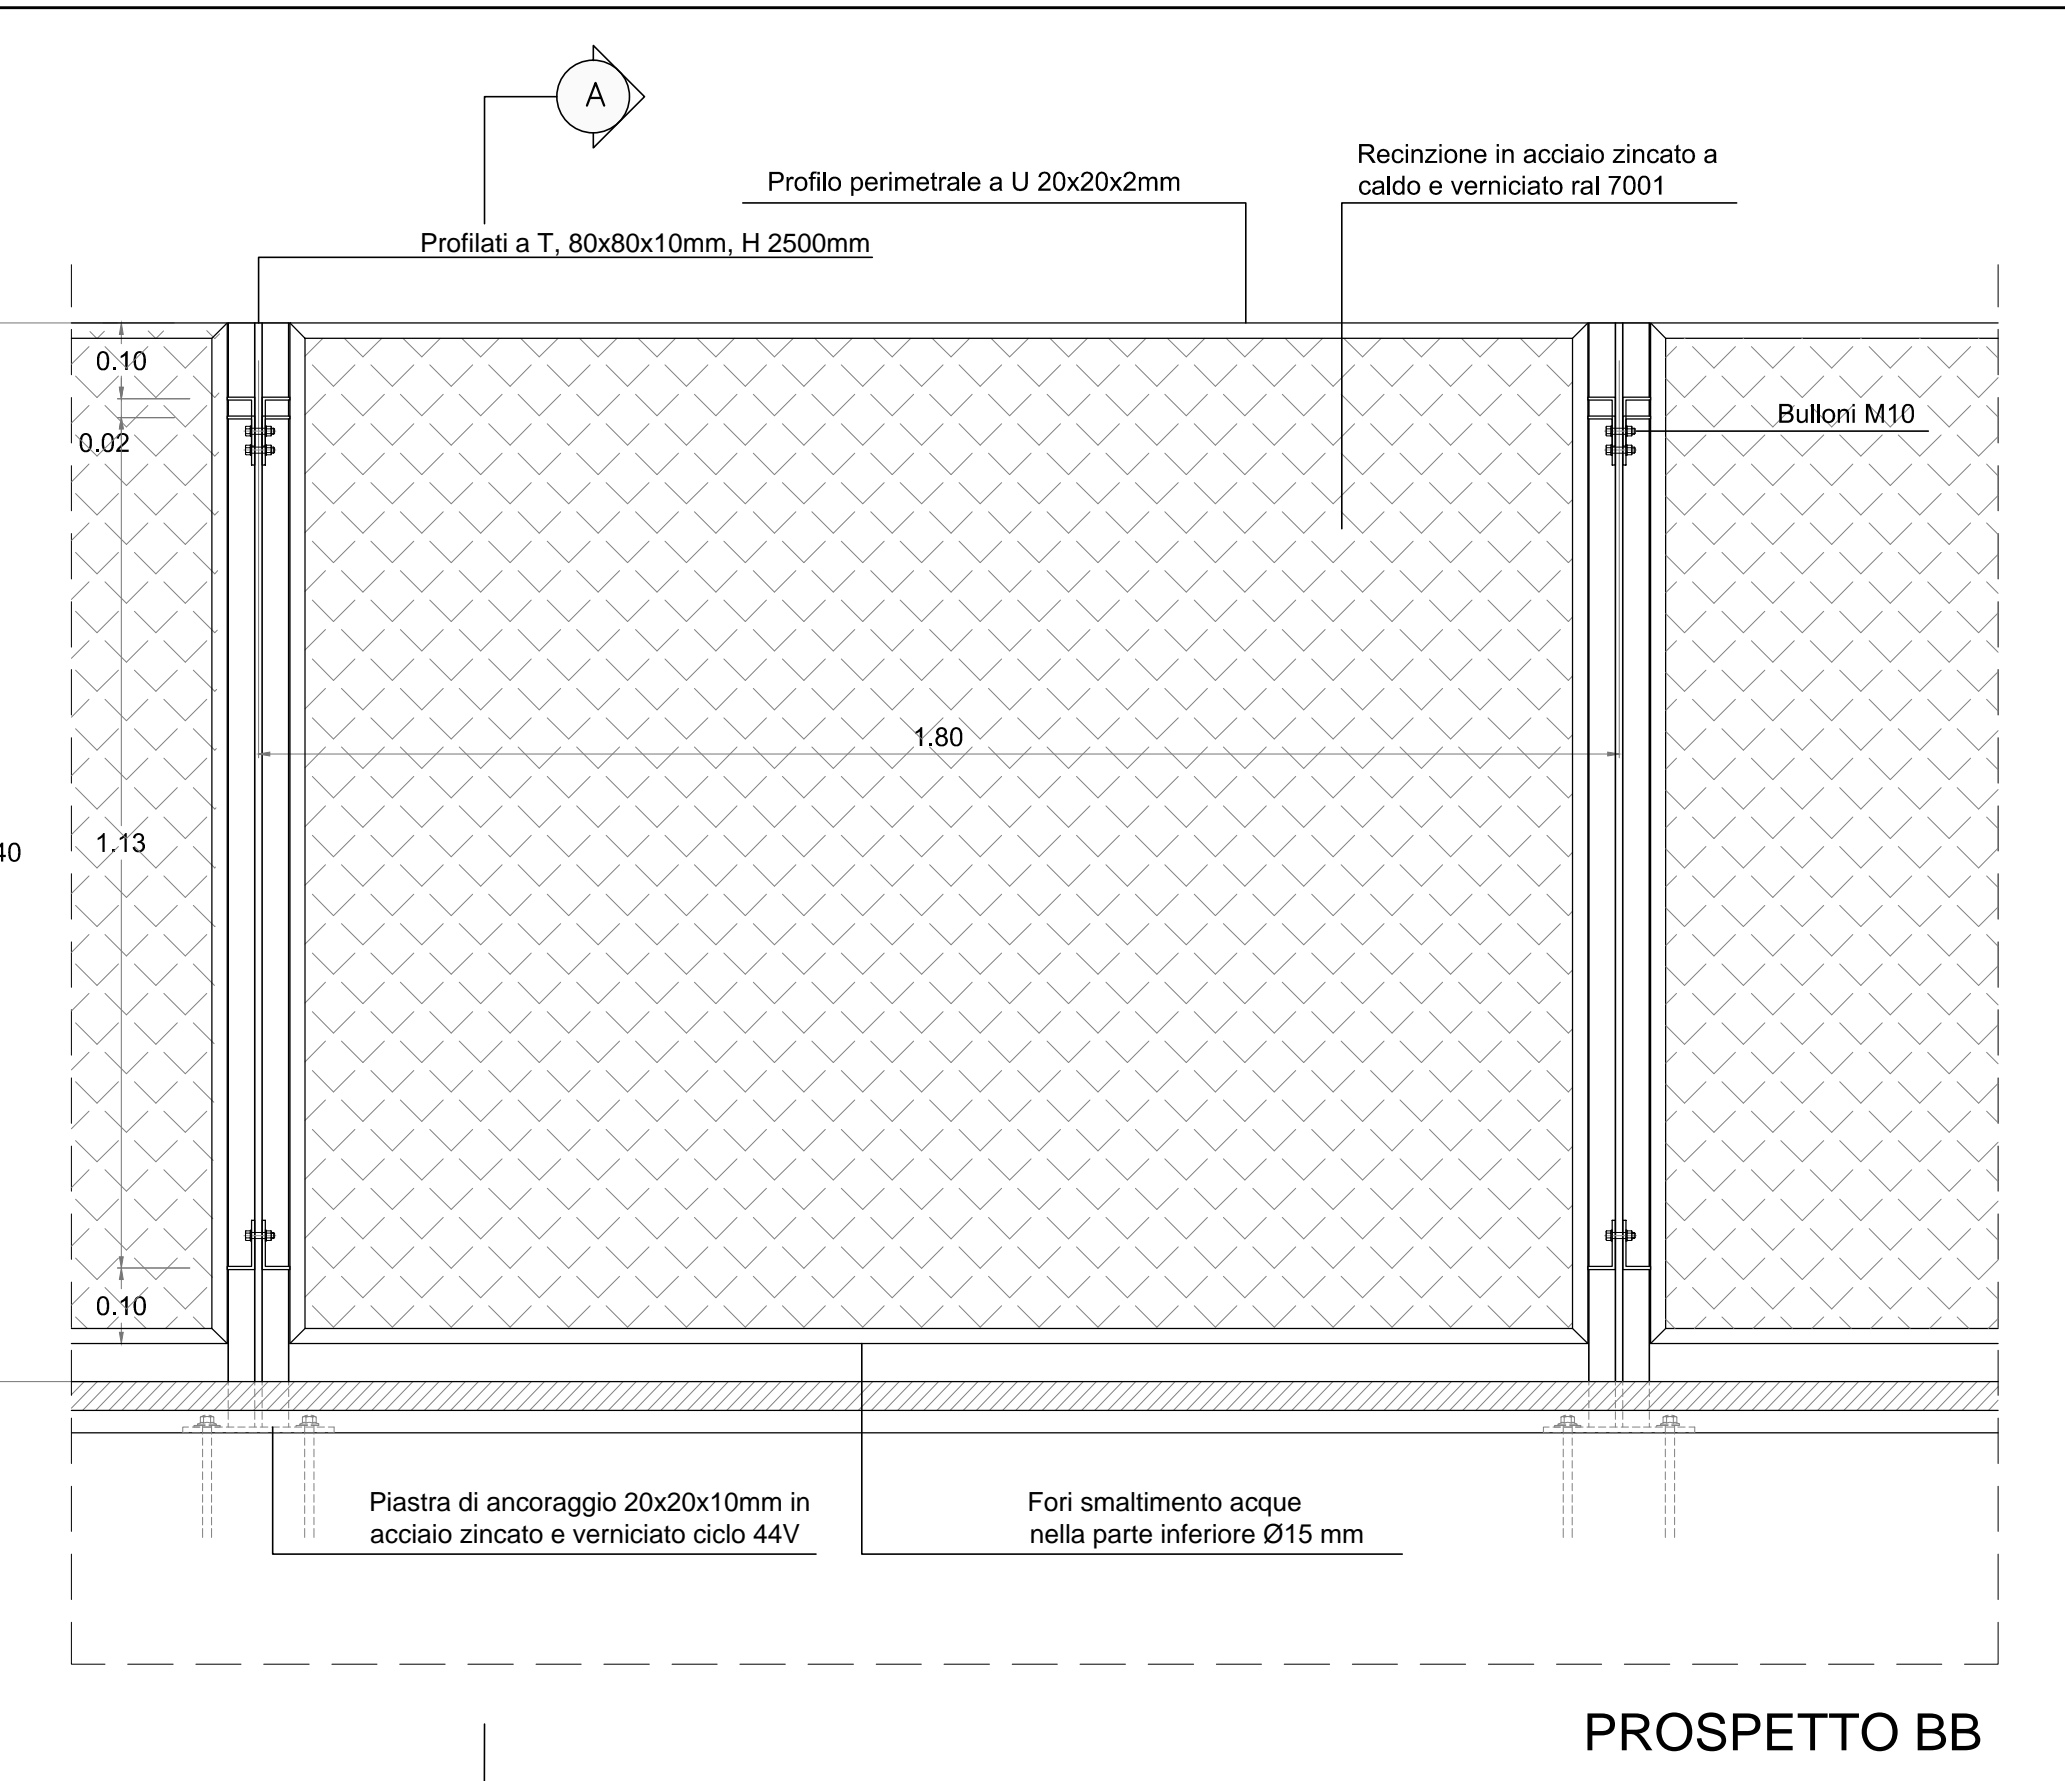 A
Recinzione in acciaio zincato a
caldo e verniciato ral 7001
Profilo perimetrale a U 20x20x2mm
Profilati a T, 80x80x10mm, H 2500mm
0.10
Bulloni M10
0.02
1.80
1.13
40
0.10
Piastra di ancoraggio 20x20x10mm in
acciaio zincato e verniciato ciclo 44V
Fori smaltimento acque
nella parte inferiore Ø15 mm
PROSPETTO BB